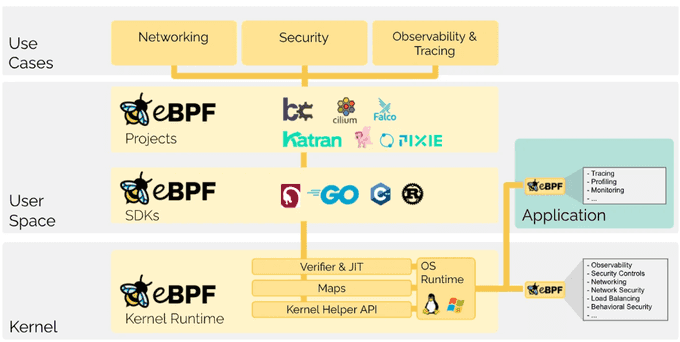 Use
Cases
Networking
Security
Observability &
Tracing
User
Space
eBPF
Projects
bcc
cilium
Falco
Katran
PIXIE
eBPF
SDKs
GO
C
R
eBPF
Application
- Tracing
- Profiling
- Monitoring
- ...
Kernel
eBPF
Kernel Runtime
Verifier & JIT
Maps
Kernel Helper API
OS
Runtime
eBPF
- Observability
- Security Controls
- Networking
- Network Security
- Load Balancing
- Behavioral Security
- ...